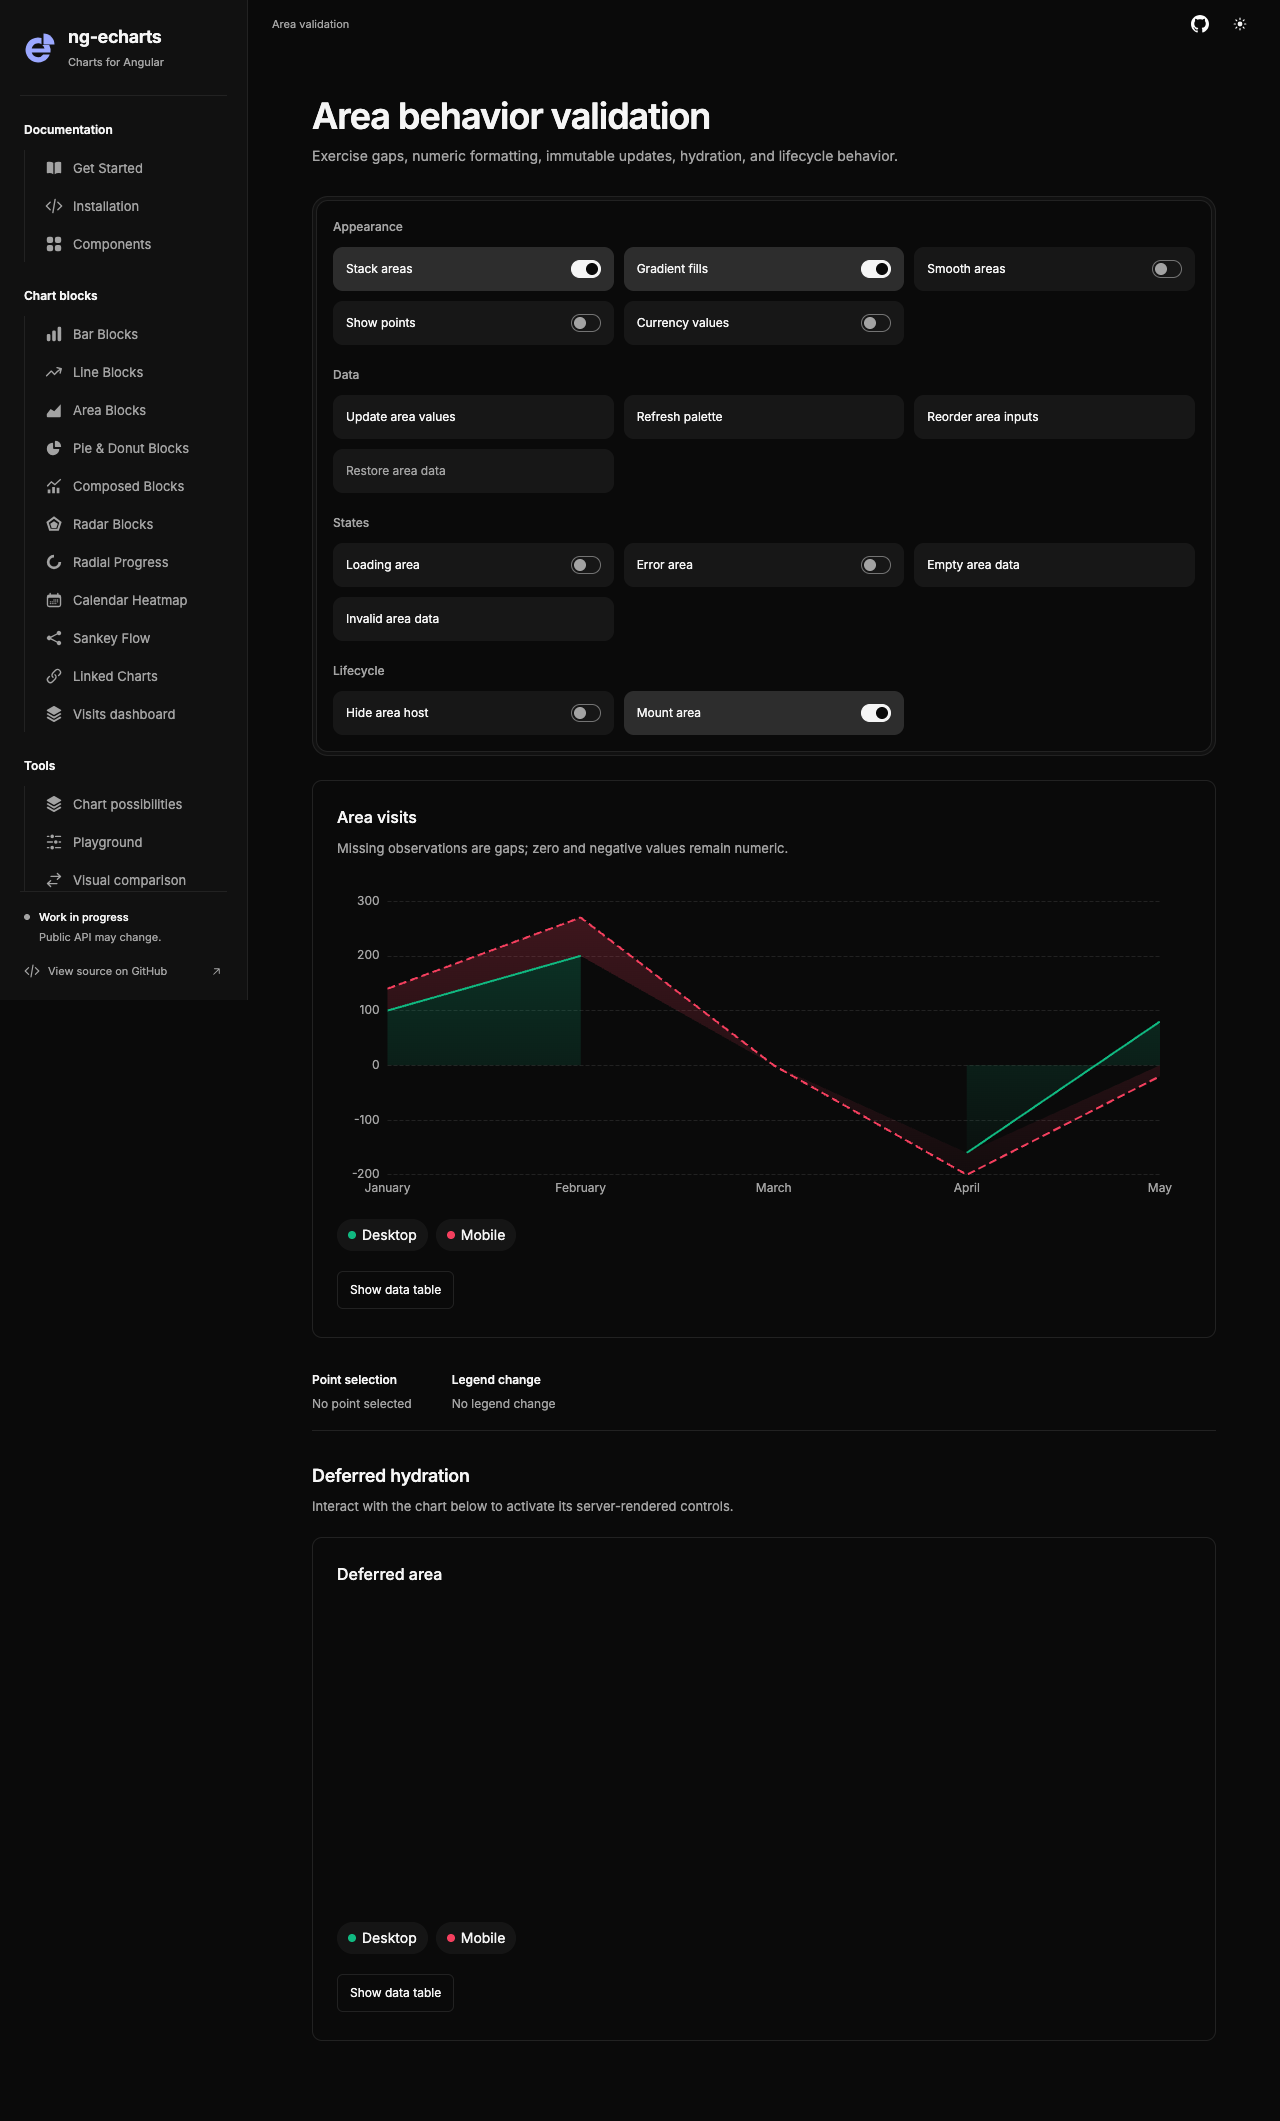 ng-echarts
Charts for Angular
Documentation
Get Started
Installation
Components
Chart blocks
Bar Blocks
Line Blocks
Area Blocks
Pie & Donut Blocks
Composed Blocks
Radar Blocks
Radial Progress
Calendar Heatmap
Sankey Flow
Linked Charts
Visits dashboard
Tools
Chart possibilities
Playground
Visual comparison
Work in progress
Public API may change.
View source on GitHub
Area validation
Area behavior validation
Exercise gaps, numeric formatting, immutable updates, hydration, and lifecycle behavior.
Appearance
Stack areas
Gradient fills
Smooth areas
Show points
Currency values
Data
Update area values
Refresh palette
Reorder area inputs
Restore area data
States
Loading area
Error area
Empty area data
Invalid area data
Lifecycle
Hide area host
Mount area
Area visits
Missing observations are gaps; zero and negative values remain numeric.
300
200
100
0
-100
-200
January February March April May
Desktop Mobile
Show data table
Point selection
No point selected
Legend change
No legend change
Deferred hydration
Interact with the chart below to activate its server-rendered controls.
Deferred area
Desktop Mobile
Show data table